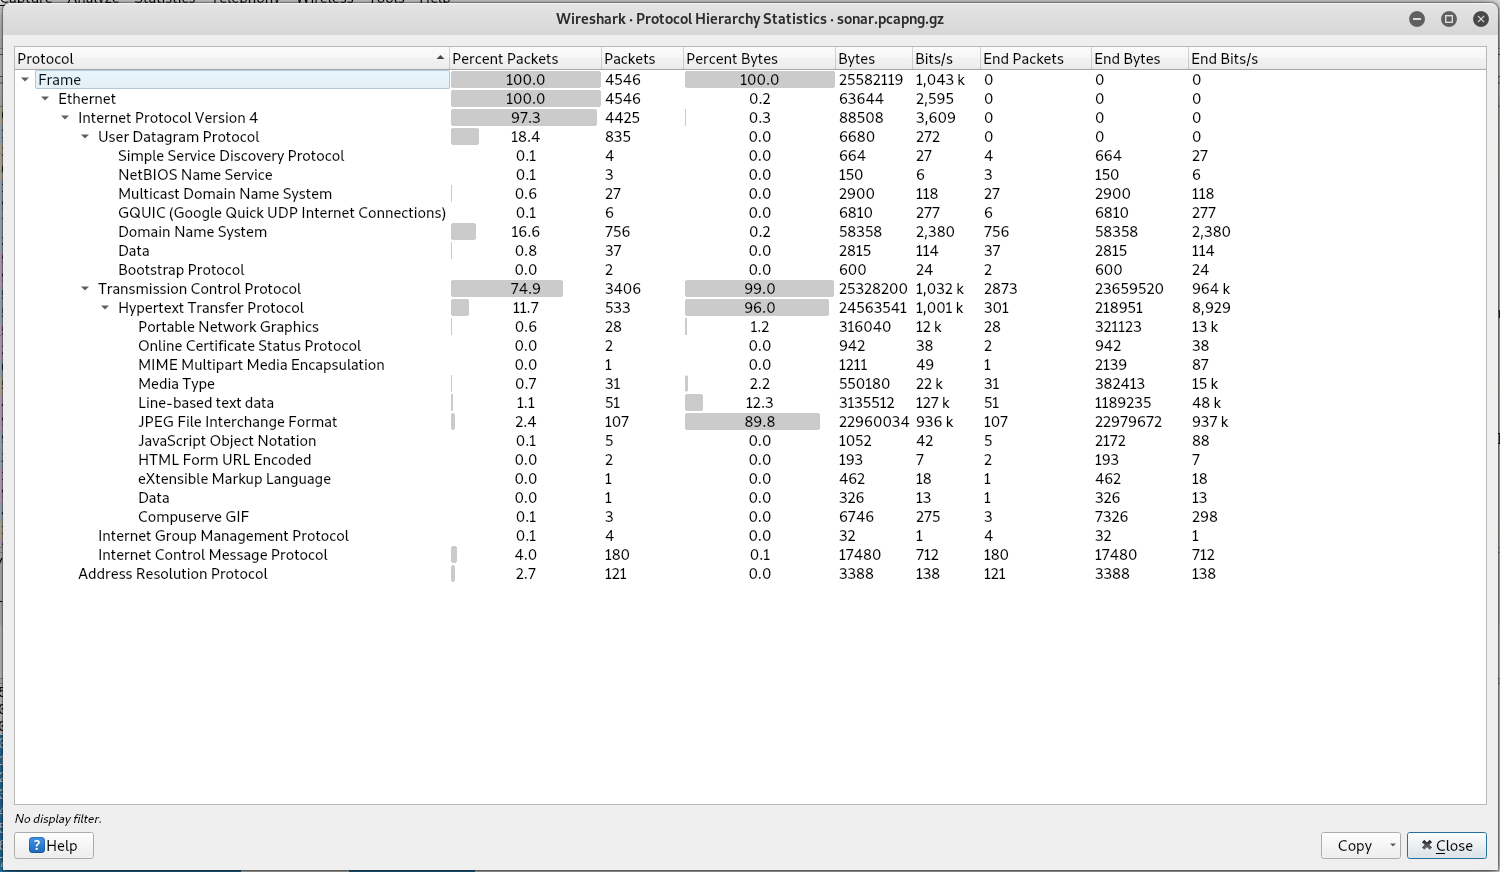 Capture Analyze Statistics Telephony Wireless Tools Help
Wireshark · Protocol Hierarchy Statistics · sonar.pcapng.gz
Protocol Percent Packets Packets Percent Bytes Bytes Bits/s End Packets End Bytes End Bits/s
Frame 100.0 4546 100.0 25582119 1,043 k 0 0 0
Ethernet 100.0 4546 0.2 63644 2,595 0 0 0
Internet Protocol Version 4 97.3 4425 0.3 88508 3,609 0 0 0
User Datagram Protocol 18.4 835 0.0 6680 272 0 0 0
Simple Service Discovery Protocol 0.1 4 0.0 664 27 4 664 27
NetBIOS Name Service 0.1 3 0.0 150 6 3 150 6
Multicast Domain Name System 0.6 27 0.0 2900 118 27 2900 118
GQUIC (Google Quick UDP Internet Connections) 0.1 6 0.0 6810 277 6 6810 277
Domain Name System 16.6 756 0.2 58358 2,380 756 58358 2,380
Data 0.8 37 0.0 2815 114 37 2815 114
Bootstrap Protocol 0.0 2 0.0 600 24 2 600 24
Transmission Control Protocol 74.9 3406 99.0 25328200 1,032 k 2873 23659520 964 k
Hypertext Transfer Protocol 11.7 533 96.0 24563541 1,001 k 301 218951 8,929
Portable Network Graphics 0.6 28 1.2 316040 12 k 28 321123 13 k
Online Certificate Status Protocol 0.0 2 0.0 942 38 2 942 38
MIME Multipart Media Encapsulation 0.0 1 0.0 1211 49 1 2139 87
Media Type 0.7 31 2.2 550180 22 k 31 382413 15 k
Line-based text data 1.1 51 12.3 3135512 127 k 51 1189235 48 k
JPEG File Interchange Format 2.4 107 89.8 22960034 936 k 107 22979672 937 k
JavaScript Object Notation 0.1 5 0.0 1052 42 5 2172 88
HTML Form URL Encoded 0.0 2 0.0 193 7 2 193 7
eXtensible Markup Language 0.0 1 0.0 462 18 1 462 18
Data 0.0 1 0.0 326 13 1 326 13
Compuserve GIF 0.1 3 0.0 6746 275 3 7326 298
Internet Group Management Protocol 0.1 4 0.0 32 1 4 32 1
Internet Control Message Protocol 4.0 180 0.1 17480 712 180 17480 712
Address Resolution Protocol 2.7 121 0.0 3388 138 121 3388 138
No display filter.
Help Copy Close